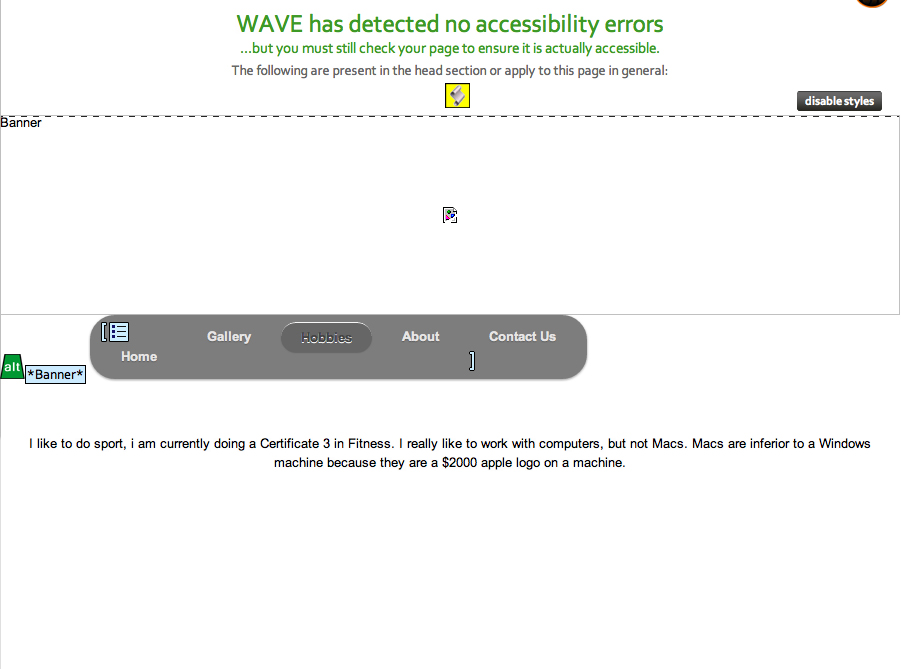 WAVE has detected no accessibility errors
...but you must still check your page to ensure it is actually accessible.
The following are present in the head section or apply to this page in general:
disable styles
Banner
Gallery Hobbies About Contact Us
Home
alt *Banner*
I like to do sport, i am currently doing a Certificate 3 in Fitness. I really like to work with computers, but not Macs. Macs are inferior to a Windows
machine because they are a $2000 apple logo on a machine.